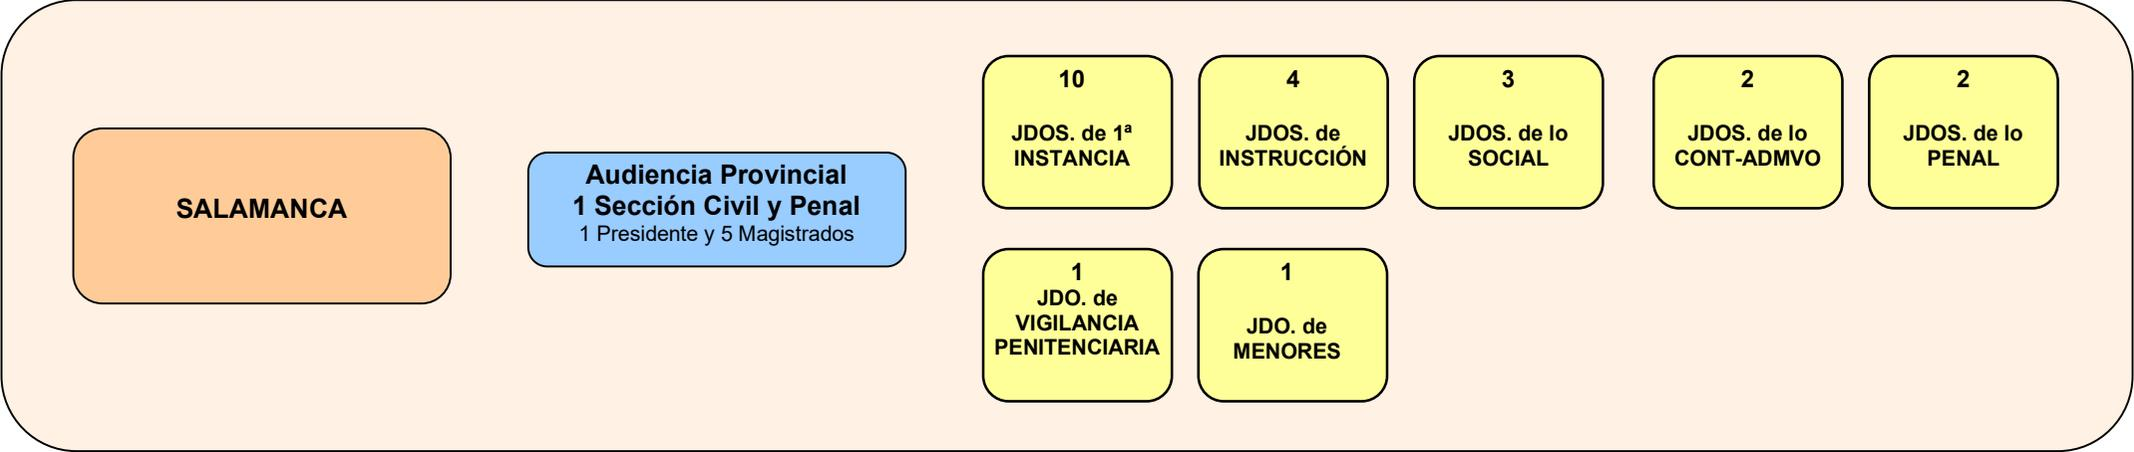 SALAMANCA
Audiencia Provincial
1 Sección Civil y Penal
1 Presidente y 5 Magistrados
10
JDOS. de 1ª
INSTANCIA
4
JDOS. de
INSTRUCCIÓN
3
JDOS. de lo
SOCIAL
2
JDOS. de lo
CONT-ADMVO
2
JDOS. de lo
PENAL
1
JDO. de
VIGILANCIA
PENITENCIARIA
1
JDO. de
MENORES